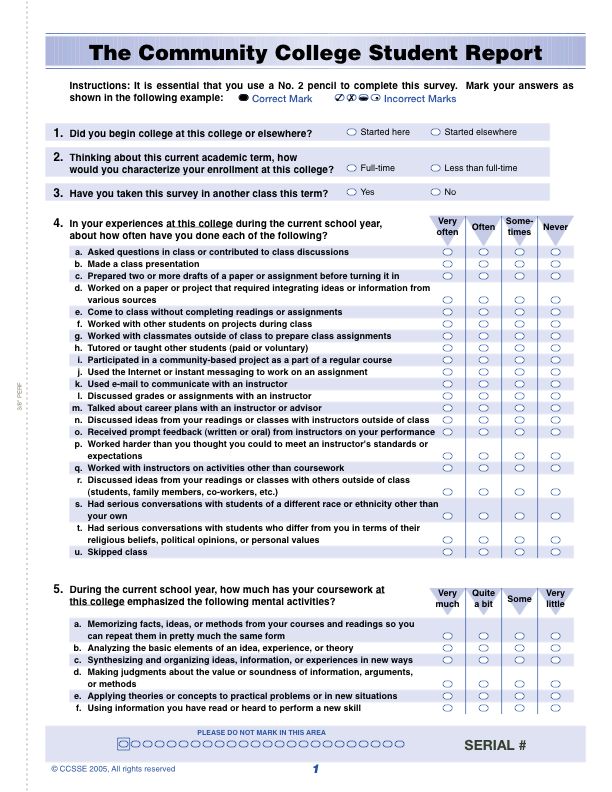 The Community College Student Report
Instructions: It is essential that you use a No. 2 pencil to complete this survey. Mark your answers as
shown in the following example: Correct Mark Incorrect Marks
1. Did you begin college at this college or elsewhere? Started here Started elsewhere
2. Thinking about this current academic term, how
would you characterize your enrollment at this college? Full-time Less than full-time
3. Have you taken this survey in another class this term? Yes No
4. In your experiences at this college during the current school year,
about how often have you done each of the following?
Very often Often Some-times Never
a. Asked questions in class or contributed to class discussions
b. Made a class presentation
c. Prepared two or more drafts of a paper or assignment before turning it in
d. Worked on a paper or project that required integrating ideas or information from
various sources
e. Come to class without completing readings or assignments
f. Worked with other students on projects during class
g. Worked with classmates outside of class to prepare class assignments
h. Tutored or taught other students (paid or voluntary)
i. Participated in a community-based project as a part of a regular course
j. Used the Internet or instant messaging to work on an assignment
k. Used e-mail to communicate with an instructor
l. Discussed grades or assignments with an instructor
m. Talked about career plans with an instructor or advisor
n. Discussed ideas from your readings or classes with instructors outside of class
o. Received prompt feedback (written or oral) from instructors on your performance
p. Worked harder than you thought you could to meet an instructor's standards or
expectations
q. Worked with instructors on activities other than coursework
r. Discussed ideas from your readings or classes with others outside of class
(students, family members, co-workers, etc.)
s. Had serious conversations with students of a different race or ethnicity other than
your own
t. Had serious conversations with students who differ from you in terms of their
religious beliefs, political opinions, or personal values
u. Skipped class
5. During the current school year, how much has your coursework at
this college emphasized the following mental activities?
Very much Quite a bit Some Very little
a. Memorizing facts, ideas, or methods from your courses and readings so you
can repeat them in pretty much the same form
b. Analyzing the basic elements of an idea, experience, or theory
c. Synthesizing and organizing ideas, information, or experiences in new ways
d. Making judgments about the value or soundness of information, arguments,
or methods
e. Applying theories or concepts to practical problems or in new situations
f. Using information you have read or heard to perform a new skill
PLEASE DO NOT MARK IN THIS AREA
SERIAL #
© CCSSE 2005, All rights reserved
1
3/8" PERF